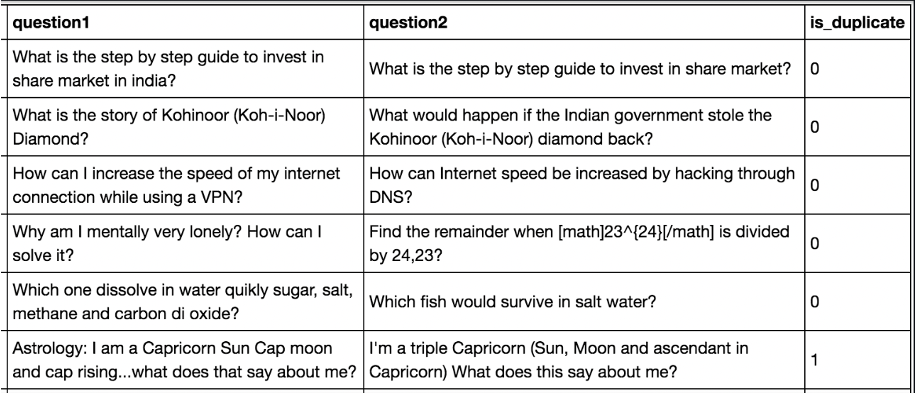 question1 question2 is_duplicate
What is the step by step guide to invest in
share market in india?
What is the step by step guide to invest in share market?
0
What is the story of Kohinoor (Koh-i-Noor)
Diamond?
What would happen if the Indian government stole the
Kohinoor (Koh-i-Noor) diamond back?
0
How can I increase the speed of my internet
connection while using a VPN?
How can Internet speed be increased by hacking through
DNS?
0
Why am I mentally very lonely? How can I
solve it?
Find the remainder when [math]23^{24}[/math] is divided
by 24,23?
0
Which one dissolve in water quikly sugar, salt,
methane and carbon di oxide?
Which fish would survive in salt water?
0
Astrology: I am a Capricorn Sun Cap moon
and cap rising...what does that say about me?
I'm a triple Capricorn (Sun, Moon and ascendant in
Capricorn) What does this say about me?
1